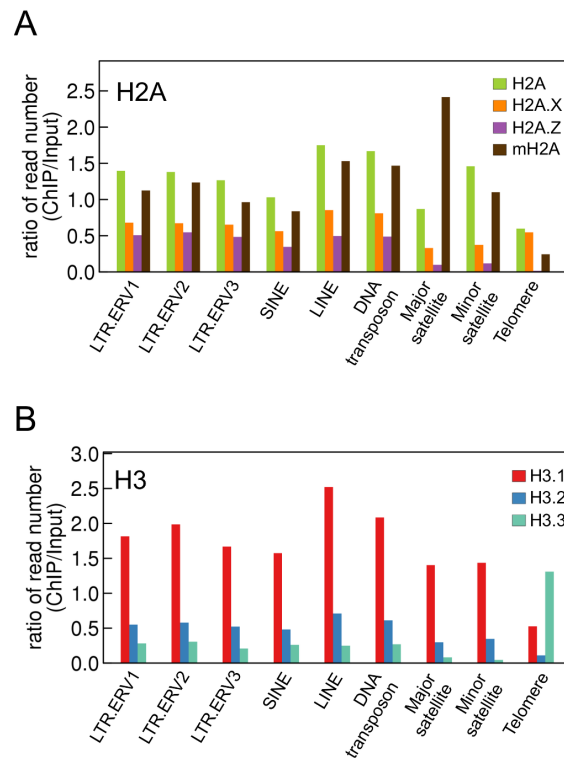 A
H2A
ratio of read number
(ChIP/Input)
2.5
2.0
1.5
1.0
0.5
0.0
H2A
H2A.X
H2A.Z
mH2A
LTR.ERV1
LTR.ERV2
LTR.ERV3
SINE
LINE
DNA
transposon
Major
satellite
Minor
satellite
Telomere
B
H3
ratio of read number
(ChIP/Input)
3.0
2.5
2.0
1.5
1.0
0.5
0.0
H3.1
H3.2
H3.3
LTR.ERV1
LTR.ERV2
LTR.ERV3
SINE
LINE
DNA
transposon
Major
satellite
Minor
satellite
Telomere